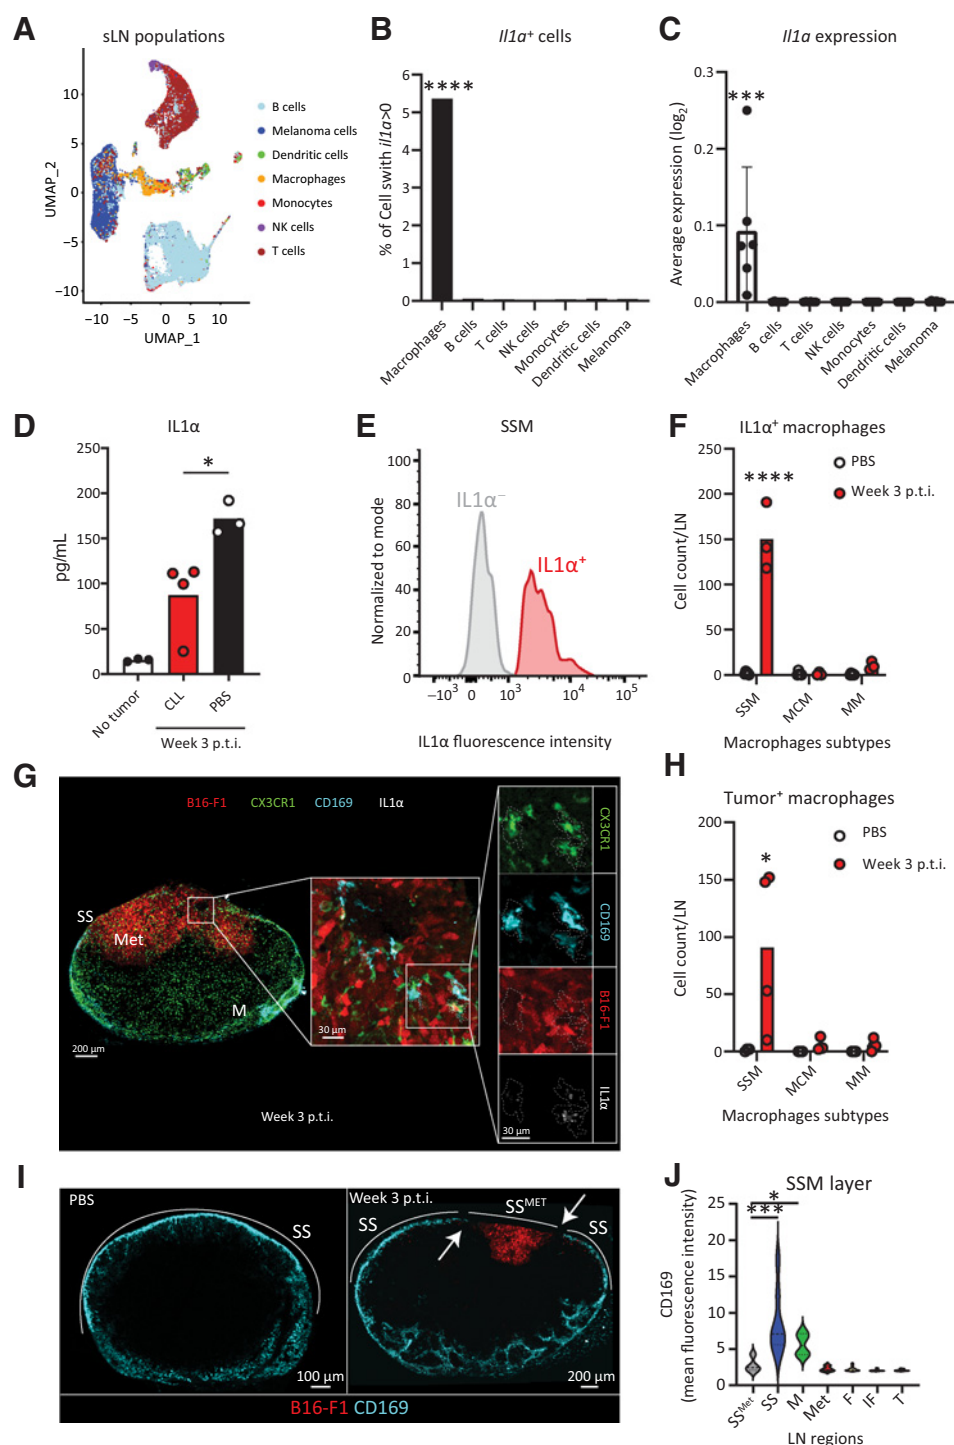 A
sLN populations
UMAP_2
10
5
0
−5
−10
−10 −5 0 5 10
UMAP_1
B cells
Melanoma cells
Dendritic cells
Macrophages
Monocytes
NK cells
T cells
B
Il1a+ cells
% of Cell swith il1a>0
6
5
4
3
2
1
0
****
Macrophages
B cells
T cells
NK cells
Monocytes
Dendritic cells
Melanoma
C
Il1a expression
Average expression (log2)
0.3
0.2
0.1
0.0
***
Macrophages
B cells
T cells
NK cells
Monocytes
Dendritic cells
Melanoma
D
IL1α
pg/mL
250
200
150
100
50
0
*
No tumor
CLL
PBS
Week 3 p.t.i.
E
SSM
Normalized to mode
100
80
60
40
20
0
IL1α−
IL1α+
−10³ 0 10³ 10⁴ 10⁵
IL1α fluorescence intensity
F
IL1α+ macrophages
Cell count/LN
250
200
150
100
50
0
PBS
Week 3 p.t.i.
****
SSM
MCM
MM
Macrophages subtypes
G
B16-F1 CX3CR1 CD169 IL1α
SS
Met
M
200 µm
30 µm
Week 3 p.t.i.
CX3CR1
CD169
B16-F1
IL1α
30 µm
H
Tumor+ macrophages
Cell count/LN
200
150
100
50
0
PBS
Week 3 p.t.i.
*
SSM
MCM
MM
Macrophages subtypes
I
PBS
SS
100 µm
Week 3 p.t.i.
SS
SSMET
SS
200 µm
B16-F1 CD169
J
SSM layer
CD169
(mean fluorescence intensity)
25
20
15
10
5
0
*
***
SSMet
SS
M
Met
F
IF
T
LN regions